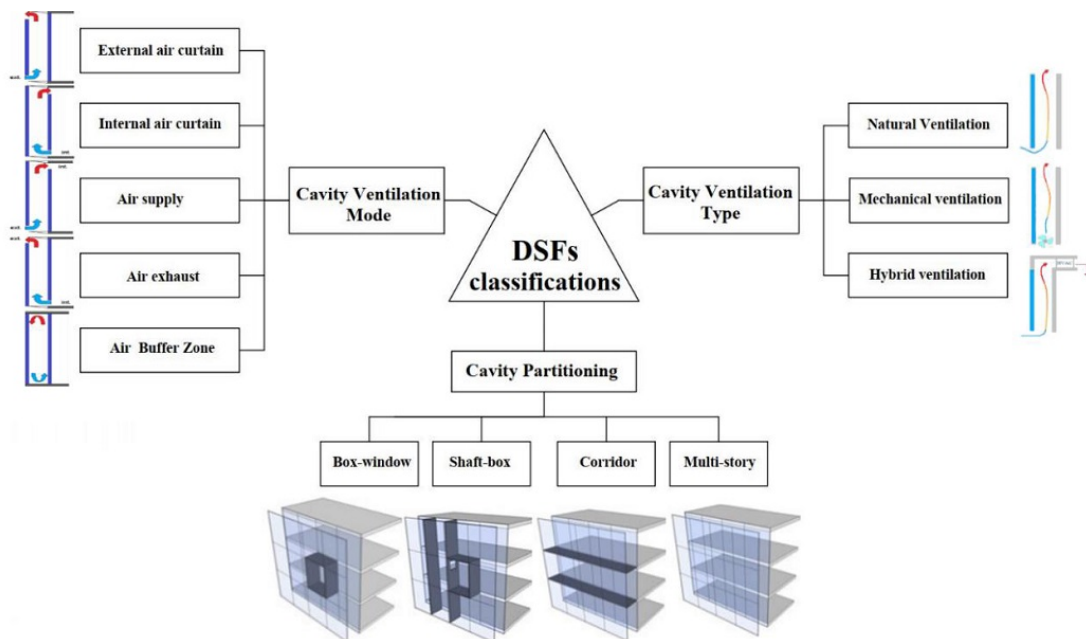 External air curtain
Internal air curtain
Air supply
Air exhaust
Air Buffer Zone
Cavity Ventilation
Mode
DSFs
classifications
Cavity Ventilation
Type
Natural Ventilation
Mechanical ventilation
Hybrid ventilation
Cavity Partitioning
Box-window
Shaft-box
Corridor
Multi-story